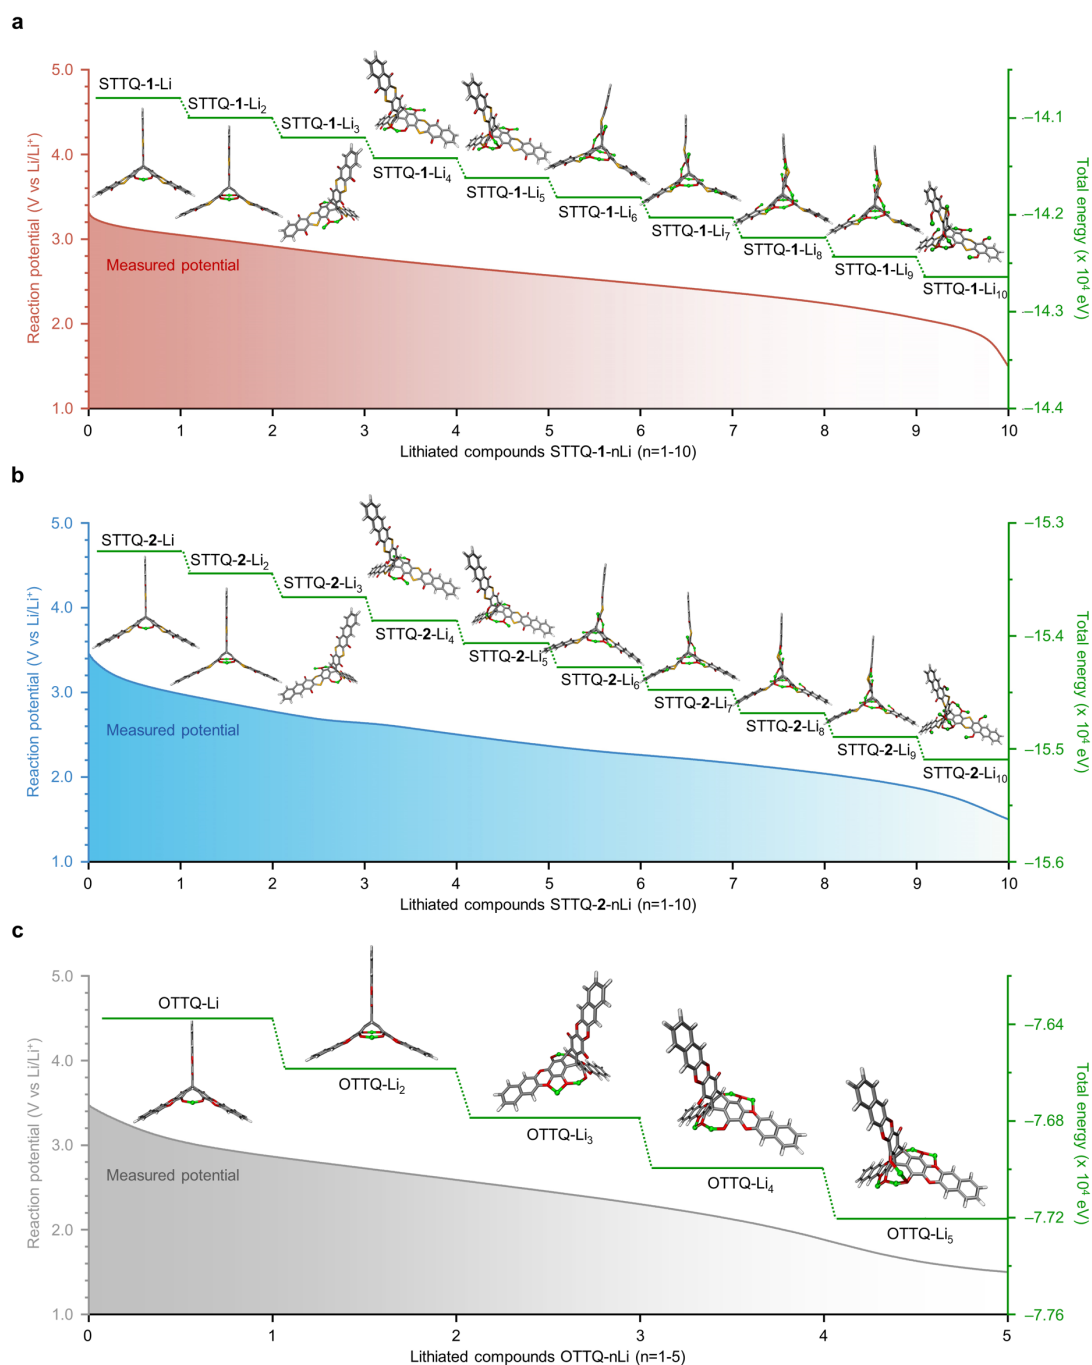 a
5.0
4.0
3.0
2.0
1.0
Reaction potential (V vs Li/Li⁺)
STTQ-1-Li
STTQ-1-Li₂
STTQ-1-Li₃
STTQ-1-Li₄
STTQ-1-Li₅
STTQ-1-Li₆
STTQ-1-Li₇
STTQ-1-Li₈
STTQ-1-Li₉
STTQ-1-Li₁₀
Measured potential
−14.1
−14.2
−14.3
−14.4
Total energy (x 10⁴ eV)
0 1 2 3 4 5 6 7 8 9 10
Lithiated compounds STTQ-1-nLi (n=1-10)
b
5.0
4.0
3.0
2.0
1.0
Reaction potential (V vs Li/Li⁺)
STTQ-2-Li
STTQ-2-Li₂
STTQ-2-Li₃
STTQ-2-Li₄
STTQ-2-Li₅
STTQ-2-Li₆
STTQ-2-Li₇
STTQ-2-Li₈
STTQ-2-Li₉
STTQ-2-Li₁₀
Measured potential
−15.3
−15.4
−15.5
−15.6
Total energy (x 10⁴ eV)
0 1 2 3 4 5 6 7 8 9 10
Lithiated compounds STTQ-2-nLi (n=1-10)
c
5.0
4.0
3.0
2.0
1.0
Reaction potential (V vs Li/Li⁺)
OTTQ-Li
OTTQ-Li₂
OTTQ-Li₃
OTTQ-Li₄
OTTQ-Li₅
Measured potential
−7.64
−7.68
−7.72
−7.76
Total energy (x 10⁴ eV)
0 1 2 3 4 5
Lithiated compounds OTTQ-nLi (n=1-5)